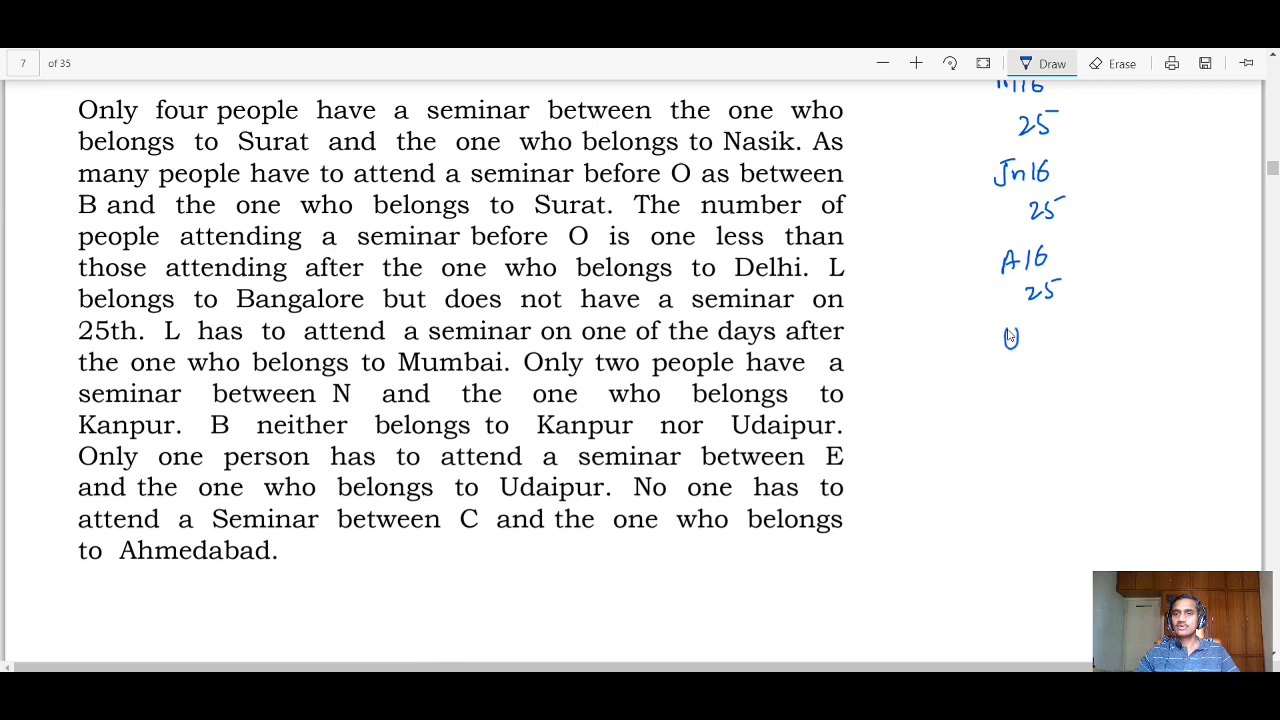 7 of 35 Draw Erase
Only four people have a seminar between the one who
belongs to Surat and the one who belongs to Nasik. As
many people have to attend a seminar before O as between
B and the one who belongs to Surat. The number of
people attending a seminar before O is one less than
those attending after the one who belongs to Delhi. L
belongs to Bangalore but does not have a seminar on
25th. L has to attend a seminar on one of the days after
the one who belongs to Mumbai. Only two people have a
seminar between N and the one who belongs to
Kanpur. B neither belongs to Kanpur nor Udaipur.
Only one person has to attend a seminar between E
and the one who belongs to Udaipur. No one has to
attend a Seminar between C and the one who belongs
to Ahmedabad.
16
25
Jn16
25
A16
25